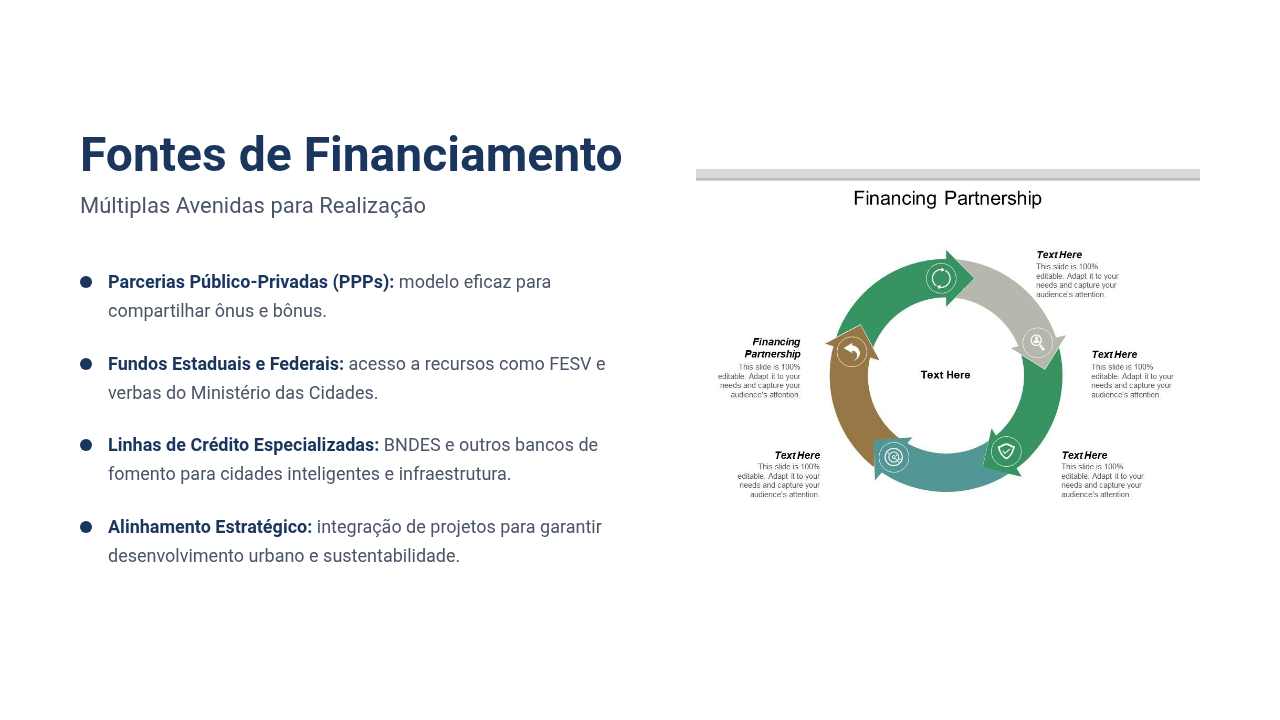 Fontes de Financiamento
Múltiplas Avenidas para Realização
Parcerias Público-Privadas (PPPs): modelo eficaz para
compartilhar ônus e bônus.
Fundos Estaduais e Federais: acesso a recursos como FESV e
verbas do Ministério das Cidades.
Linhas de Crédito Especializadas: BNDES e outros bancos de
fomento para cidades inteligentes e infraestrutura.
Alinhamento Estratégico: integração de projetos para garantir
desenvolvimento urbano e sustentabilidade.
Financing Partnership
Text Here
This slide is 100%
editable. Adapt it to your
needs and capture your
audience's attention.
Financing
Partnership
This slide is 100%
editable. Adapt it to your
needs and capture your
audience's attention.
Text Here
Text Here
This slide is 100%
editable. Adapt it to your
needs and capture your
audience's attention.
Text Here
This slide is 100%
editable. Adapt it to your
needs and capture your
audience's attention.
Text Here
This slide is 100%
editable. Adapt it to your
needs and capture your
audience's attention.